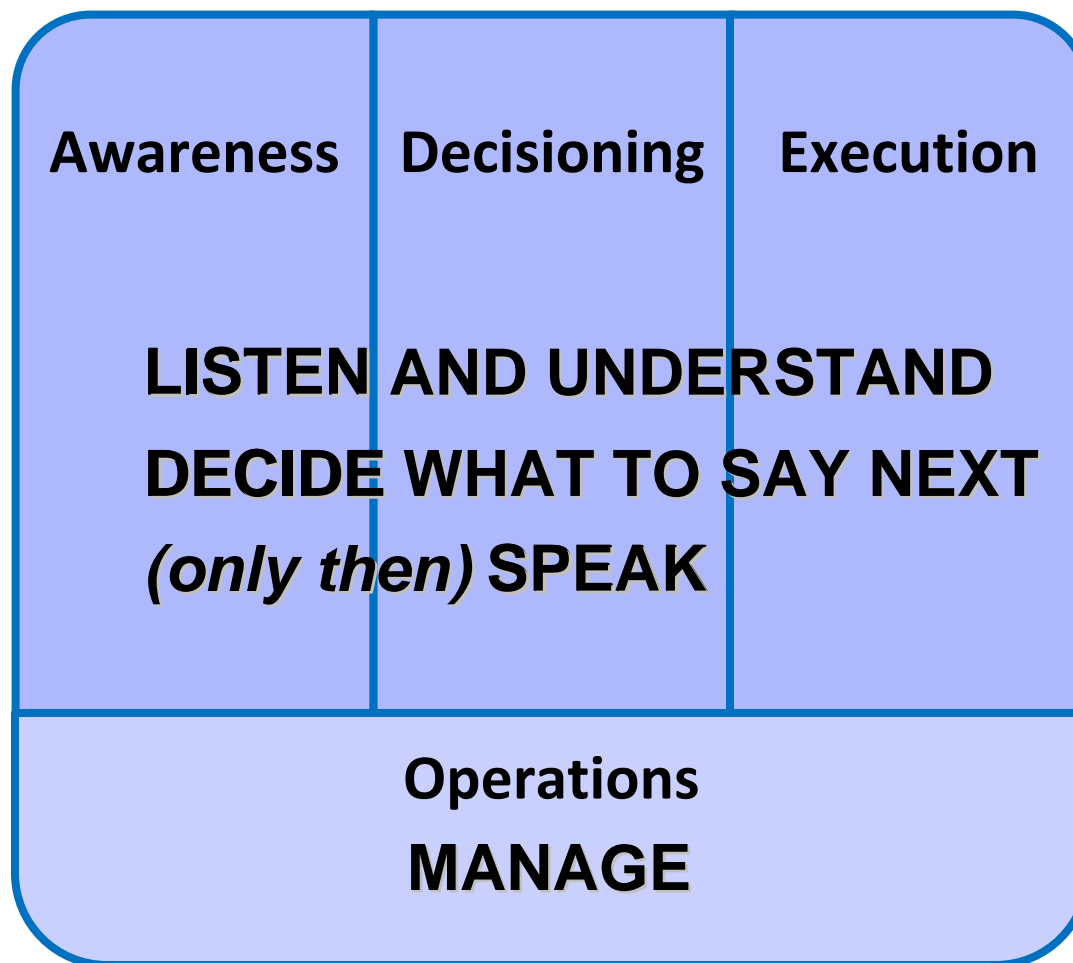 Awareness Decisioning Execution
LISTEN AND UNDERSTAND
DECIDE WHAT TO SAY NEXT
(only then) SPEAK
Operations
MANAGE